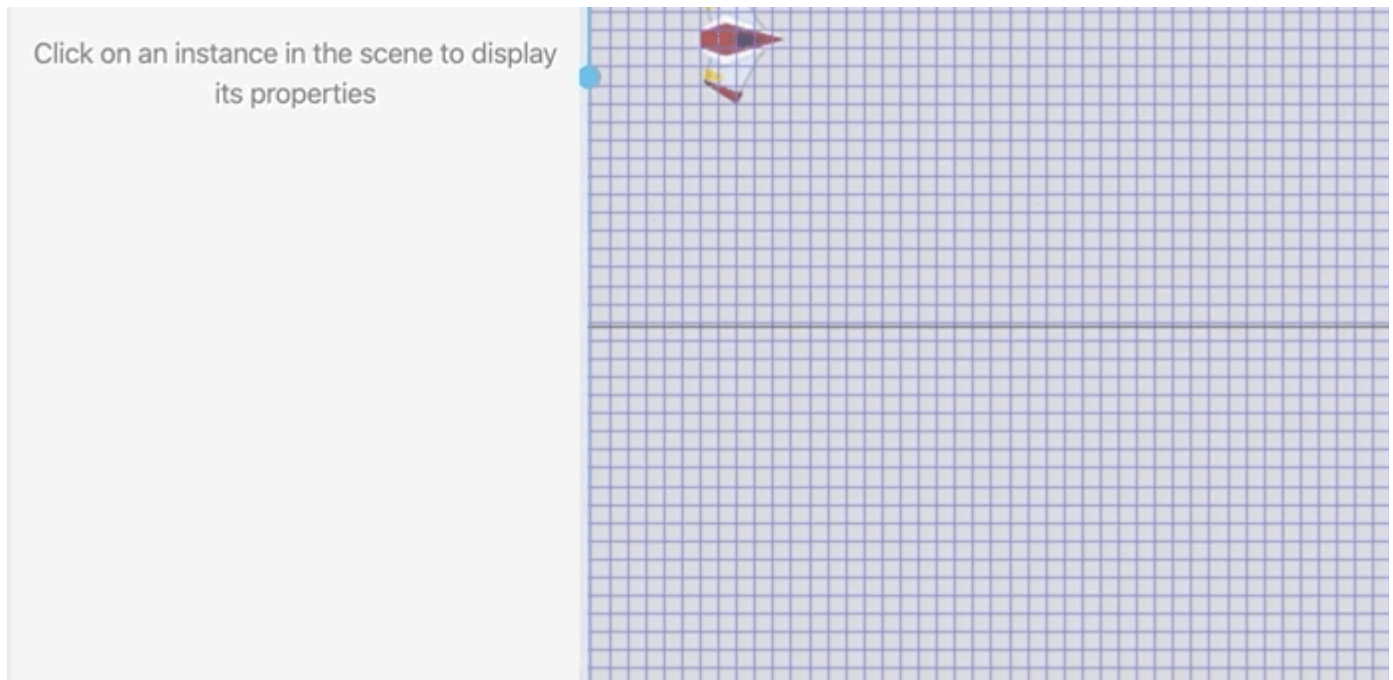 Click on an instance in the scene to display
its properties